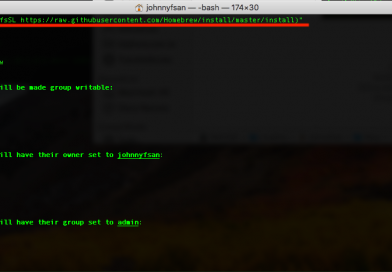 johnnyfsan — -bash — 174×30
fsSL https://raw.githubusercontent.com/Homebrew/install/master/install)"
w
ill be made group writable:
ill have their owner set to johnnyfsan:
ill have their group set to admin: